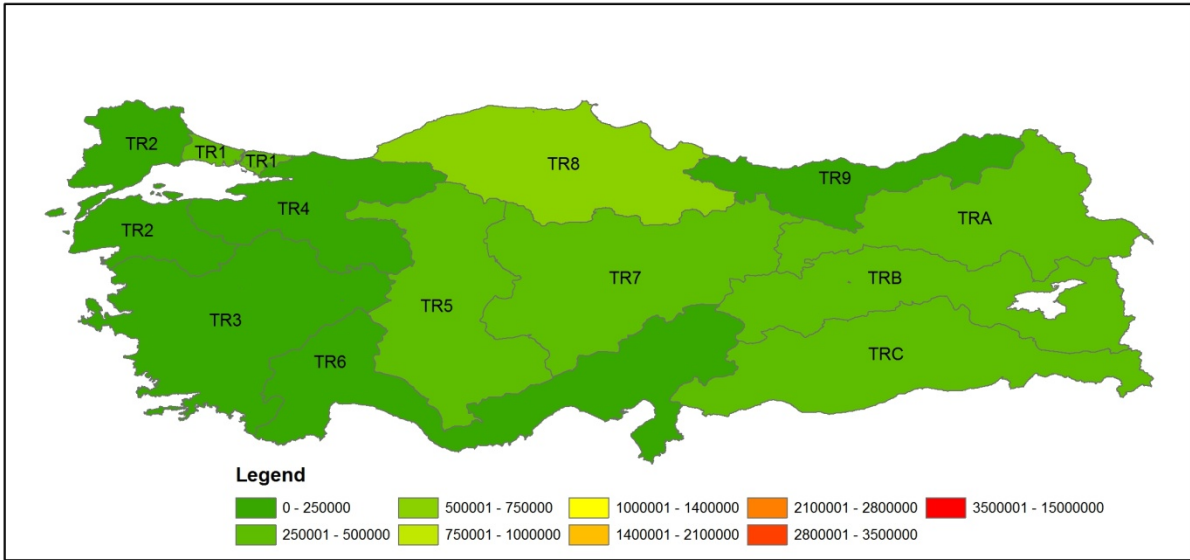 TR2
TR1
TR1
TR8
TR9
TR4
TRA
TR2
TR7
TRB
TR5
TR3
TRC
TR6
Legend
0 - 250000
500001 - 750000
1000001 - 1400000
2100001 - 2800000
3500001 - 15000000
250001 - 500000
750001 - 1000000
1400001 - 2100000
2800001 - 3500000